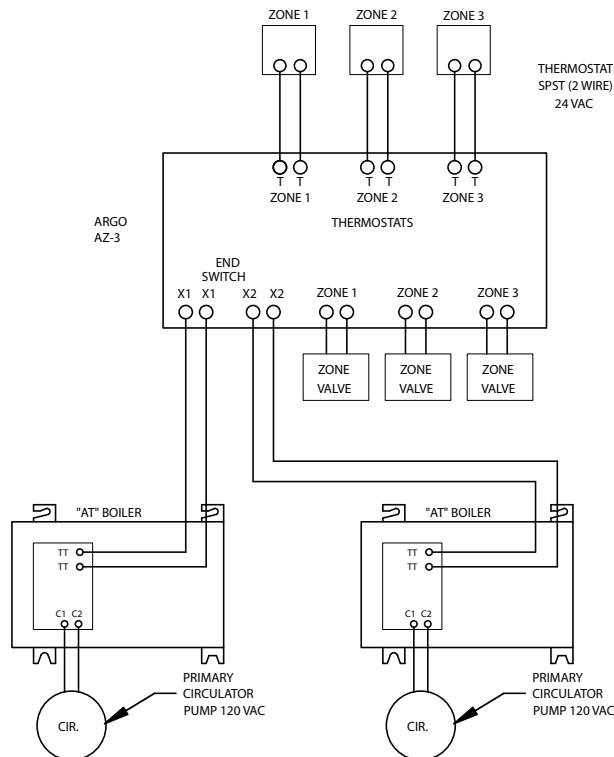 ZONE 1
ZONE 2
ZONE 3
THERMOSTAT
SPST (2 WIRE)
24 VAC
T T
T T
T T
ZONE 1
ZONE 2
ZONE 3
THERMOSTATS
ARGO
AZ-3
END
SWITCH
X1 X1 X2 X2
ZONE 1
ZONE 2
ZONE 3
ZONE
VALVE
ZONE
VALVE
ZONE
VALVE
"AT" BOILER
TT
TT
C1 C2
CIR.
PRIMARY
CIRCULATOR
PUMP 120 VAC
"AT" BOILER
TT
TT
C1 C2
CIR.
PRIMARY
CIRCULATOR
PUMP 120 VAC